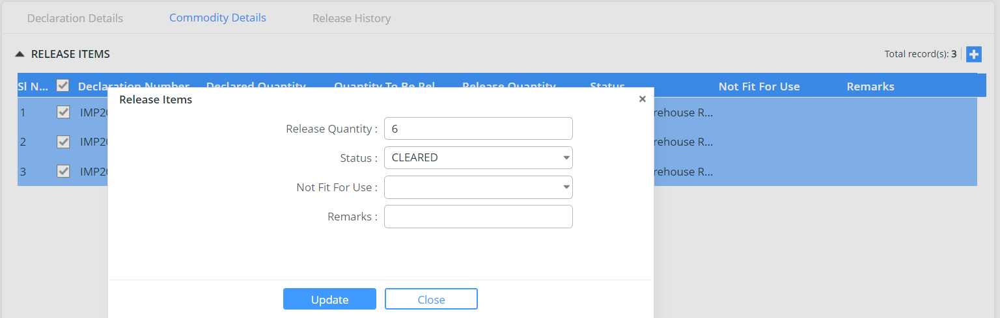 Declaration Details Commodity Details Release History
RELEASE ITEMS Total record(s): 3
Sl N... Declaration Number Declared Quantity Quantity To Be Rel... Release Quantity Status Not Fit For Use Remarks
Release Items
1 IMP20 rehouse R...
Release Quantity : 6
2 IMP20 rehouse R...
Status : CLEARED
3 IMP20 rehouse R...
Not Fit For Use :
Remarks :
Update Close